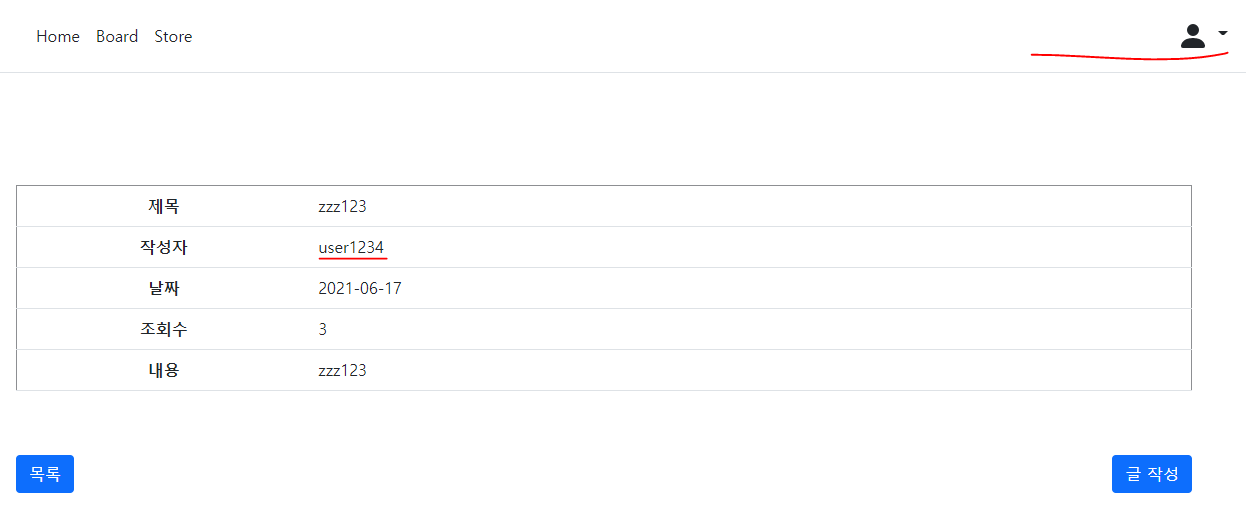 Home Board Store
제목 zzz123
작성자 user1234
날짜 2021-06-17
조회수 3
내용 zzz123
목록 글 작성